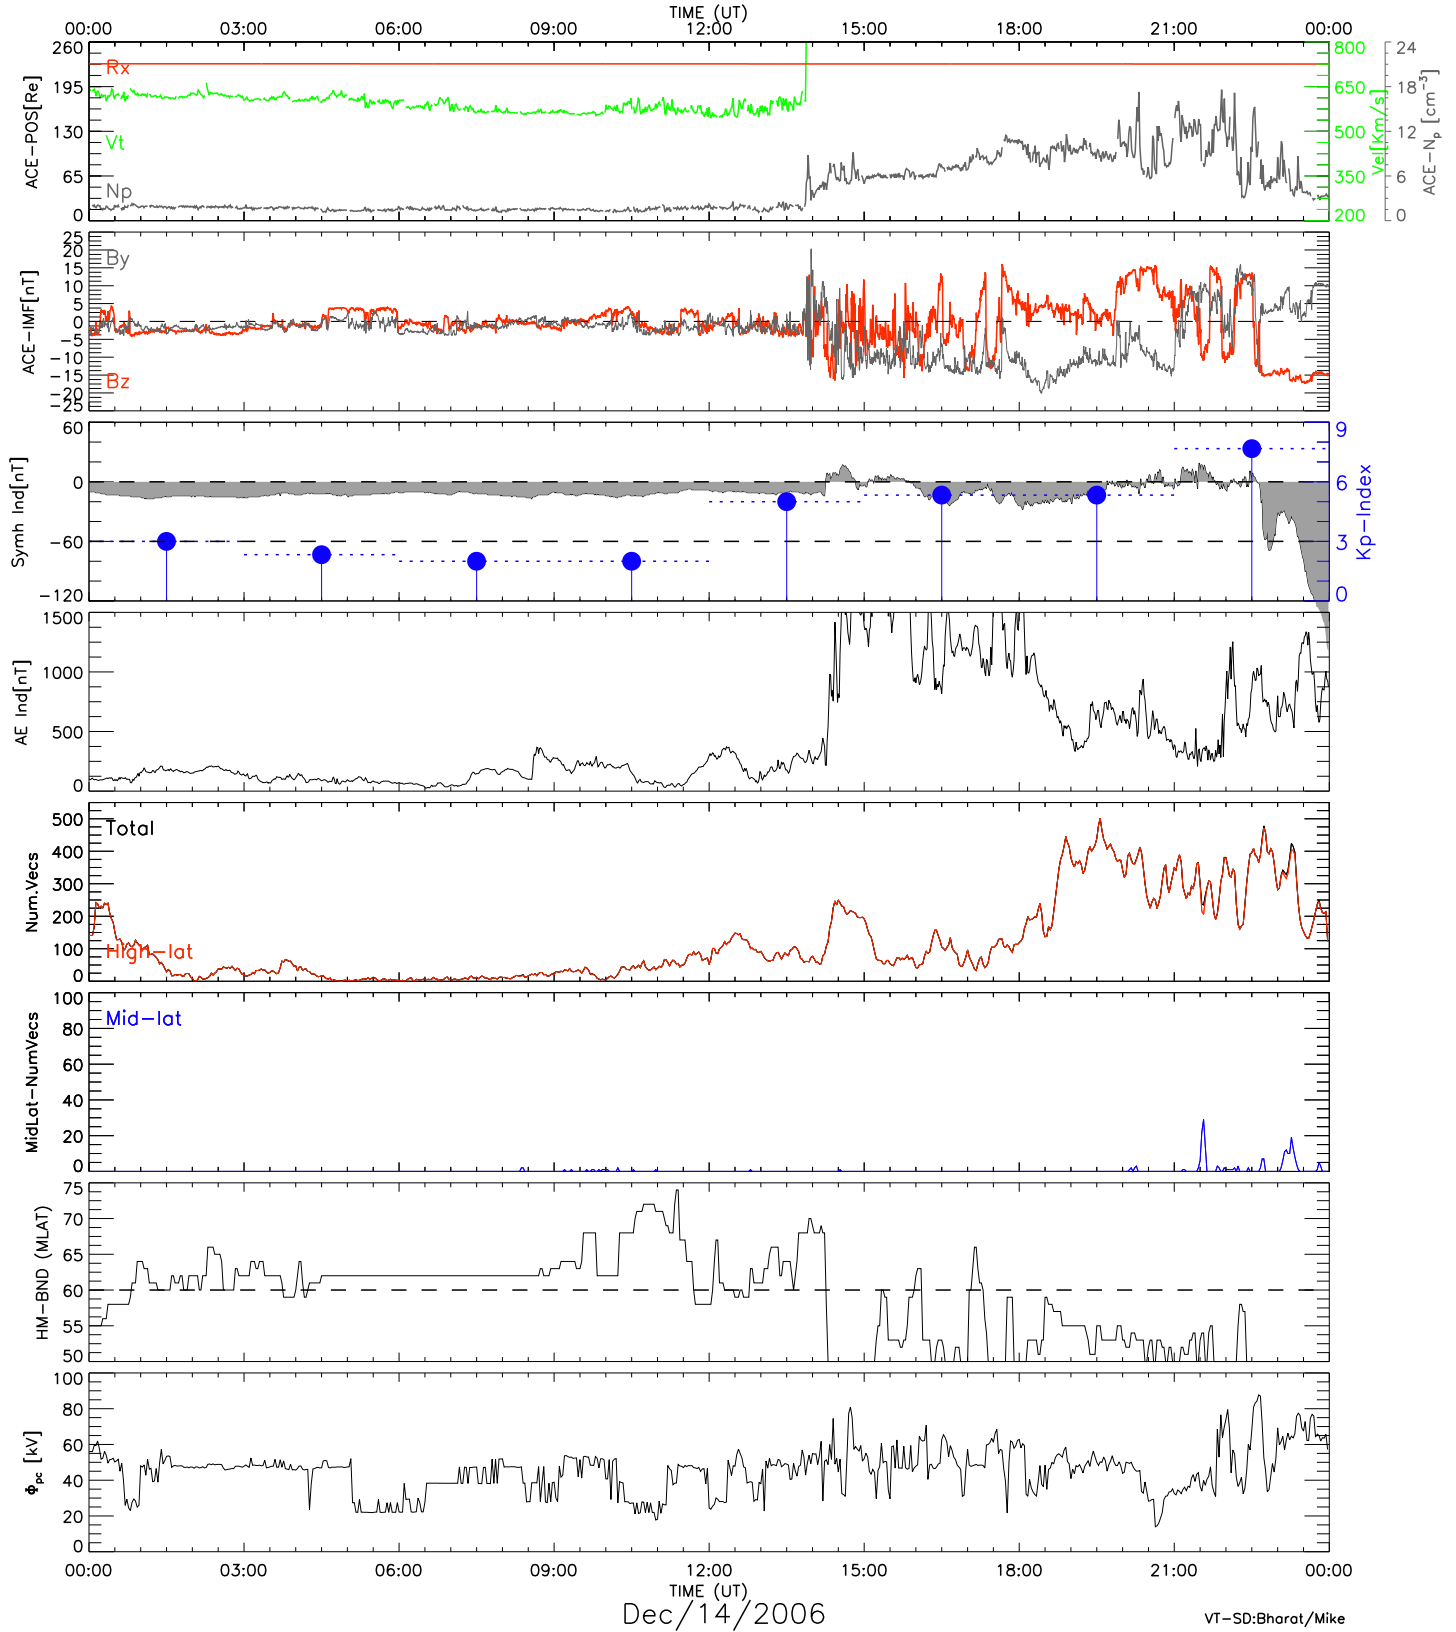 TIME (UT)
00:00 03:00 06:00 09:00 12:00 15:00 18:00 21:00 00:00
ACE-POS[Re]
260
195
130
65
0
Rx
Vt
Np
800
650
500
350
200
Vel[Km/s]
24
18
12
6
0
ACE-Np [cm-3]
ACE-IMF[nT]
25
20
15
10
5
0
-5
-10
-15
-20
-25
By
Bz
Symh Ind[nT]
60
0
-60
-120
9
6
3
0
Kp-Index
AE Ind[nT]
1500
1000
500
0
Num.Vecs
500
400
300
200
100
0
Total
High-lat
MidLat-NumVecs
100
80
60
40
20
0
Mid-lat
HM-BND (MLAT)
75
70
65
60
55
50
Φpc [kV]
100
80
60
40
20
0
00:00 03:00 06:00 09:00 12:00 15:00 18:00 21:00 00:00
TIME (UT)
Dec/14/2006
VT-SD:Bharat/Mike